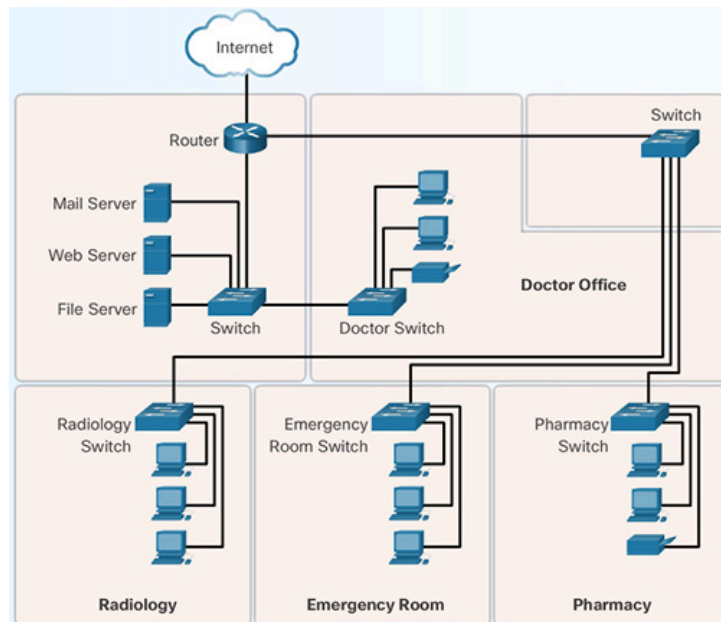 Internet
Switch
Router
Mail Server
Web Server
File Server
Doctor Office
Switch
Doctor Switch
Radiology
Switch
Emergency
Room Switch
Pharmacy
Switch
Radiology
Emergency Room
Pharmacy